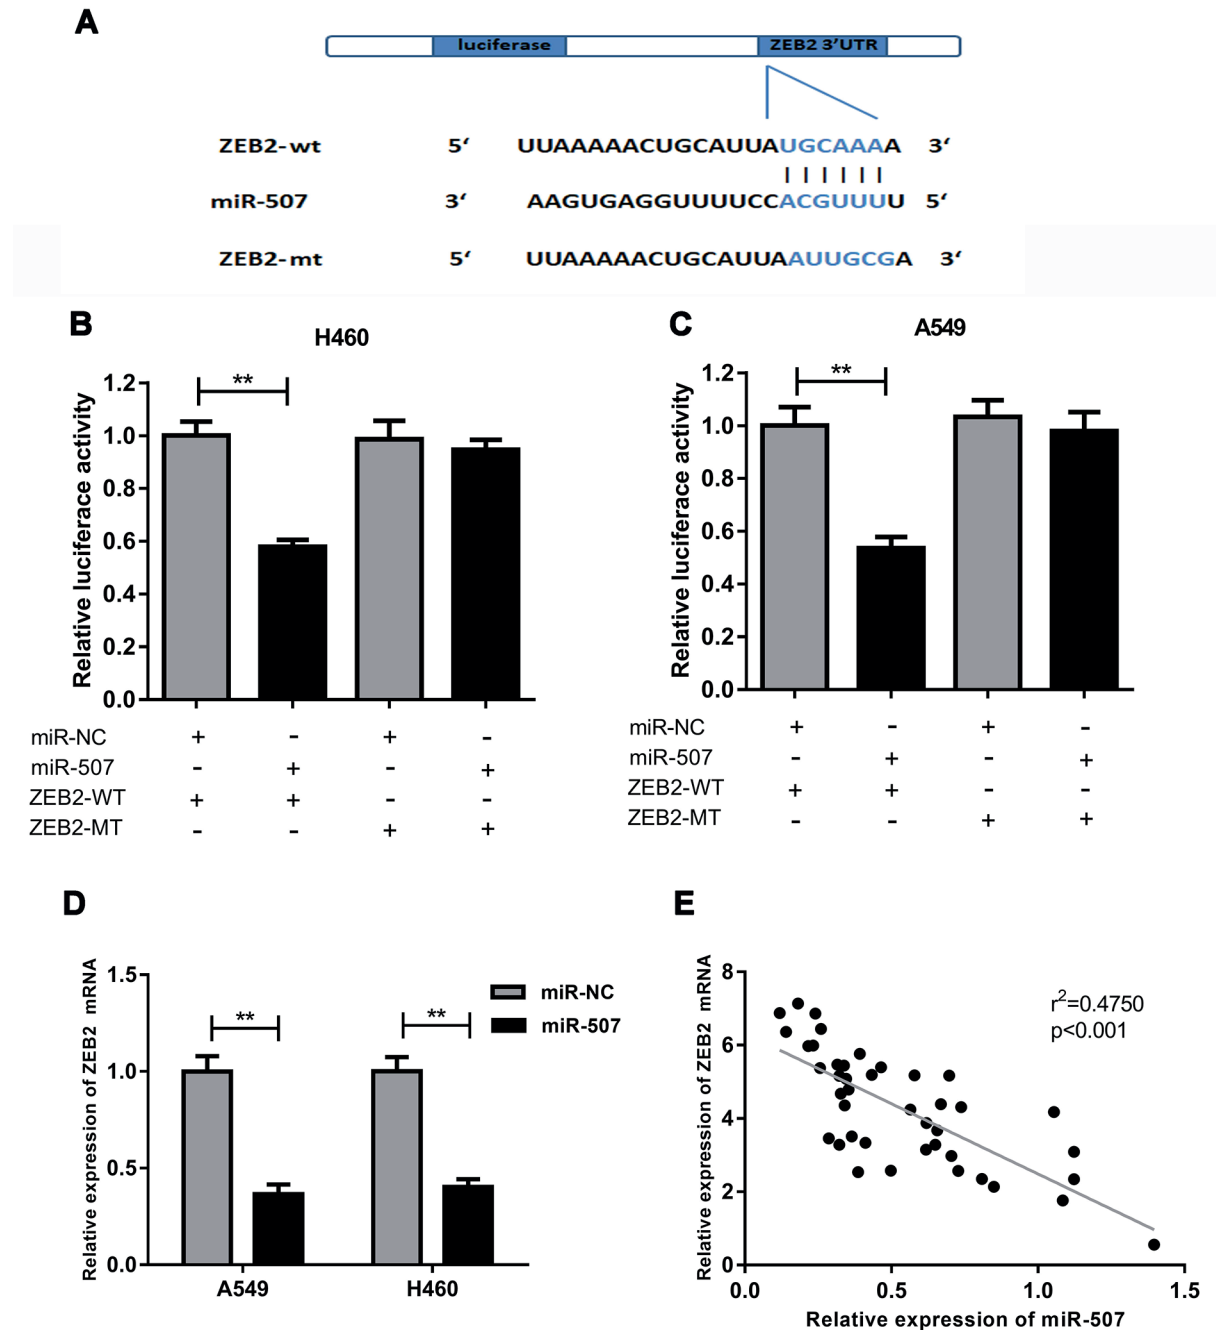 A
luciferase ZEB2 3'UTR
ZEB2-wt 5‘ UUAAAAACUGCAUUAUGCAAAA 3‘
miR-507 3‘ AAGUGAGGUUUUCCACGUUUU 5‘
ZEB2-mt 5‘ UUAAAAACUGCAUUAAUUGCGA 3‘
B
H460
**
Relative luciferace activity
1.2
1.0
0.8
0.6
0.4
0.2
0.0
miR-NC + - + -
miR-507 - + - +
ZEB2-WT + + - -
ZEB2-MT - - + +
C
A549
**
Relative luciferace activity
1.2
1.0
0.8
0.6
0.4
0.2
0.0
miR-NC + - + -
miR-507 - + - +
ZEB2-WT + + - -
ZEB2-MT - - + +
D
Relative expression of ZEB2 mRNA
1.5
1.0
0.5
0.0
** **
miR-NC
miR-507
A549 H460
E
Relative expression of ZEB2 mRNA
8
6
4
2
0
r2=0.4750
p<0.001
0.0 0.5 1.0 1.5
Relative expression of miR-507